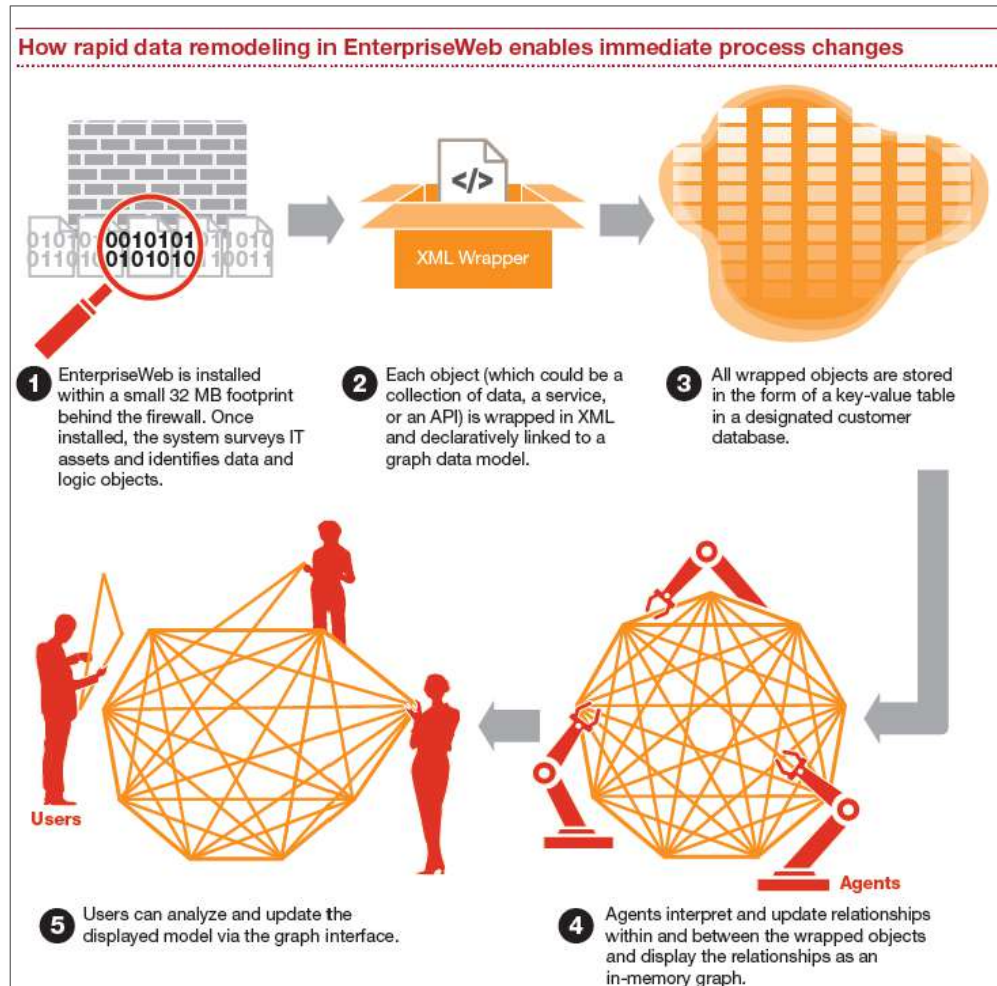 How rapid data remodeling in EnterpriseWeb enables immediate process changes
0101
0010101
011010
01101
0101010
10011
</>
XML Wrapper
1 EnterpriseWeb is installed
within a small 32 MB footprint
behind the firewall. Once
installed, the system surveys IT
assets and identifies data and
logic objects.
2 Each object (which could be a
collection of data, a service,
or an API) is wrapped in XML
and declaratively linked to a
graph data model.
3 All wrapped objects are stored
in the form of a key-value table
in a designated customer
database.
Users
Agents
5 Users can analyze and update the
displayed model via the graph interface.
4 Agents interpret and update relationships
within and between the wrapped objects
and display the relationships as an
in-memory graph.